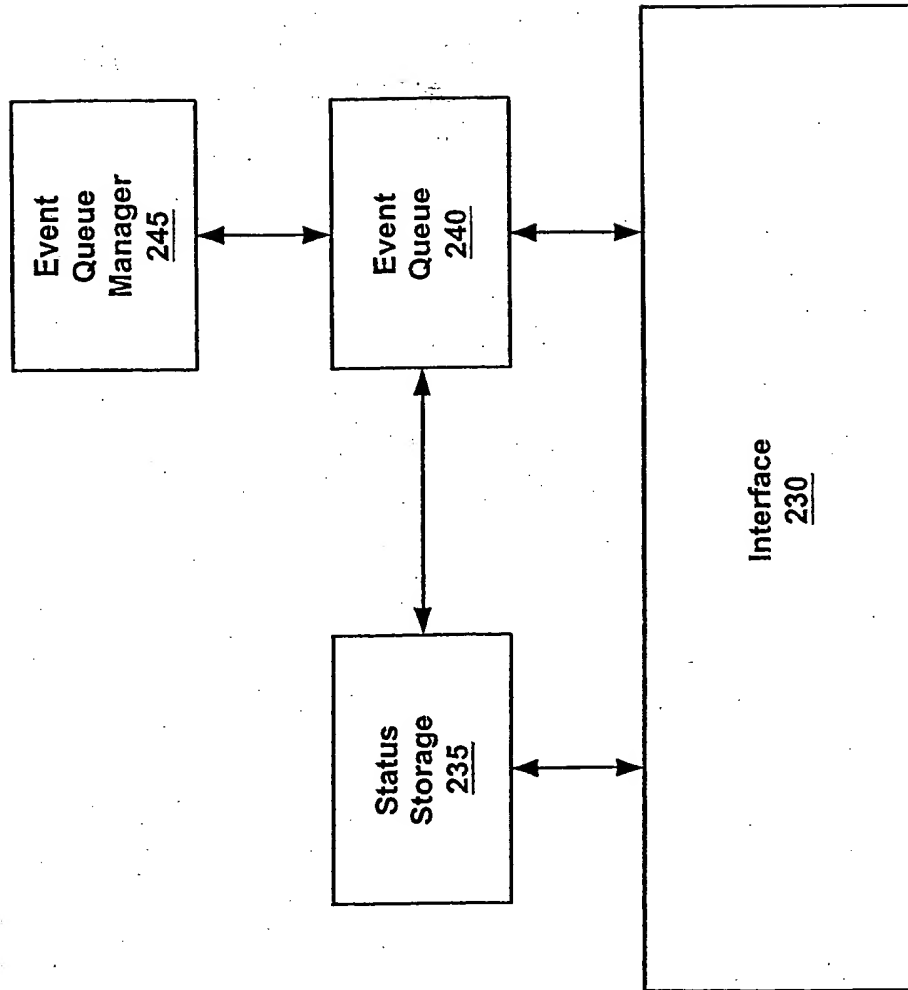 Event
Queue
Manager
245
Event
Queue
240
Status
Storage
235
Interface
230